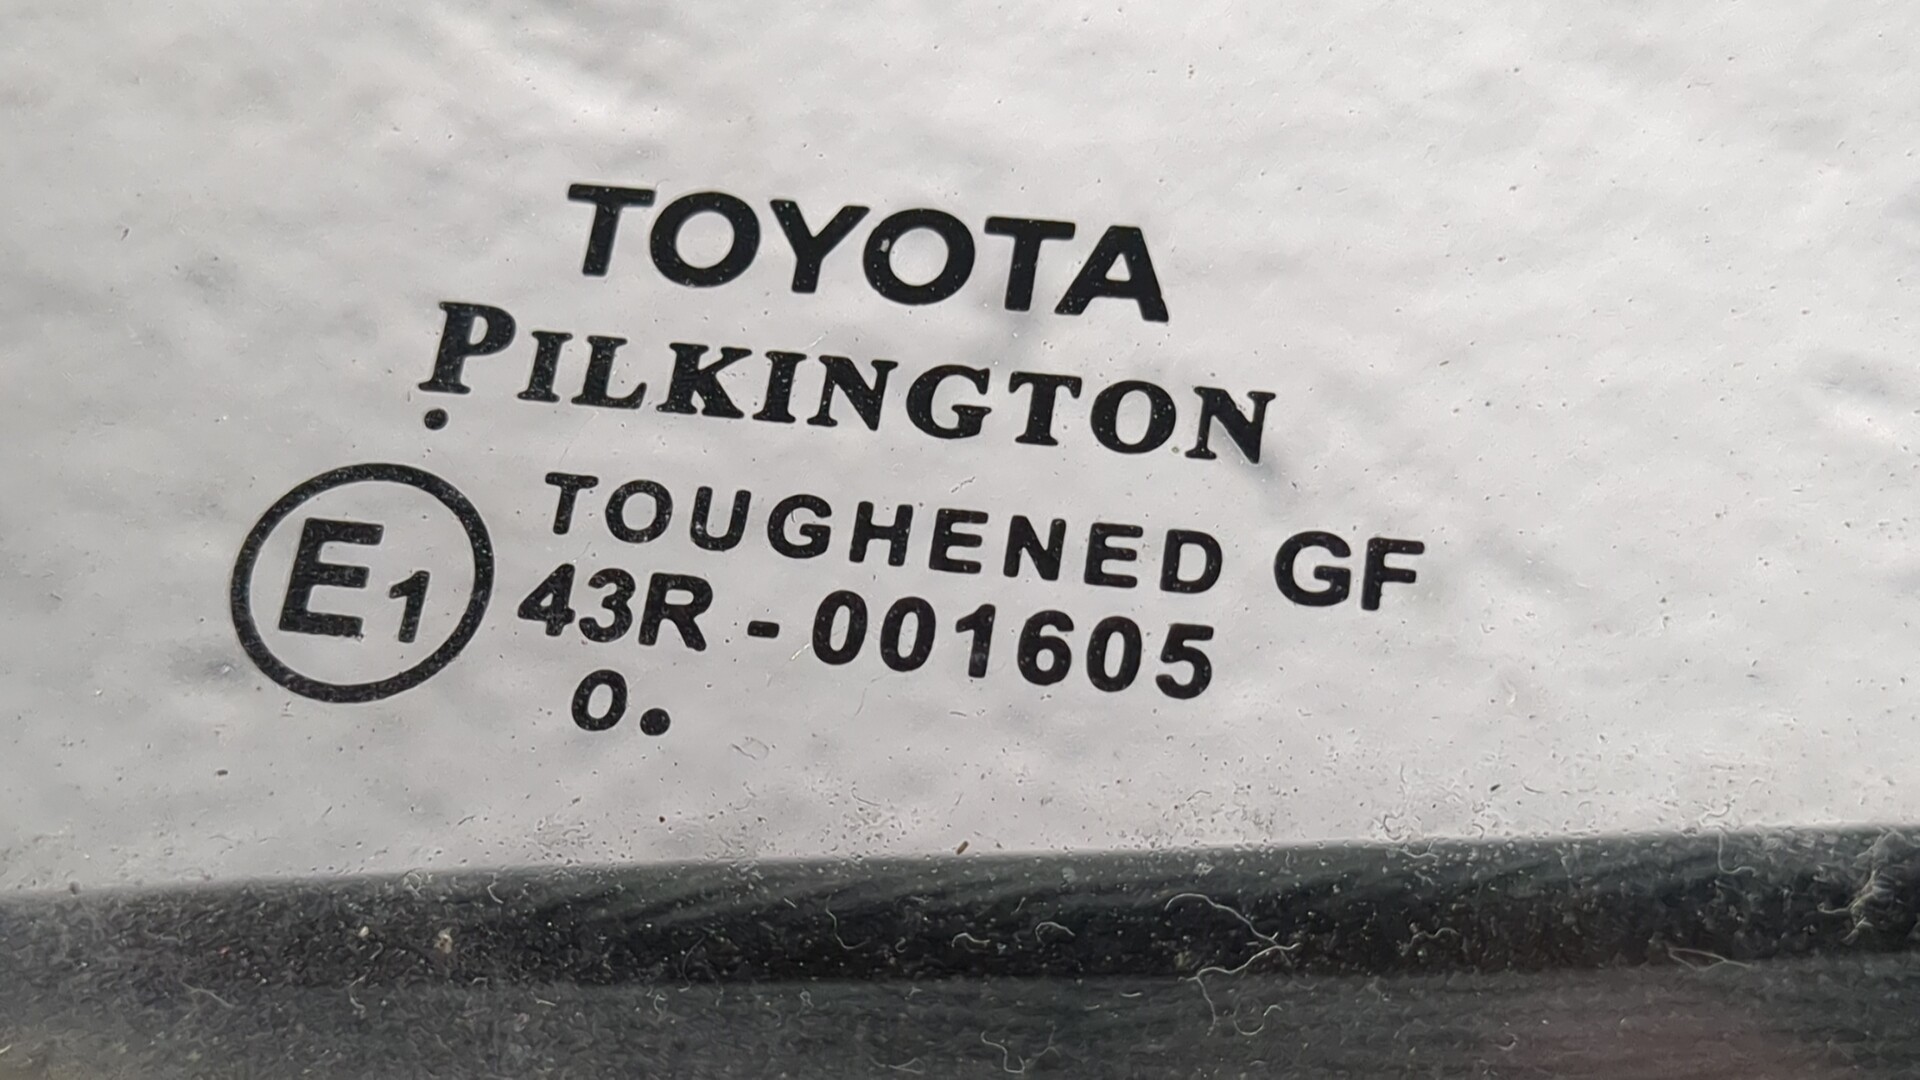 TOYOTA
PILKINGTON
.
E1
TOUGHENED GF
43R - 001605
0.